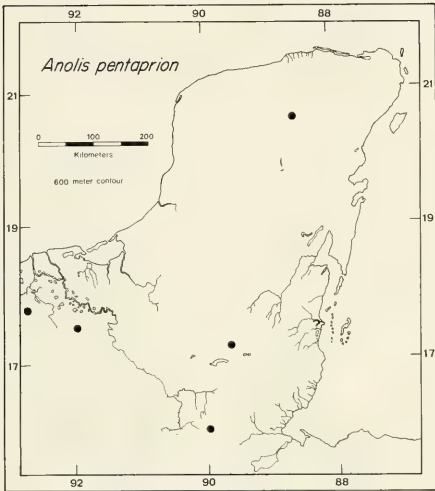 92 90 88
Anolis pentaprion
21 21
0 100 200
Kilometers
600 meter contour
19 19
17 17
92 90 88